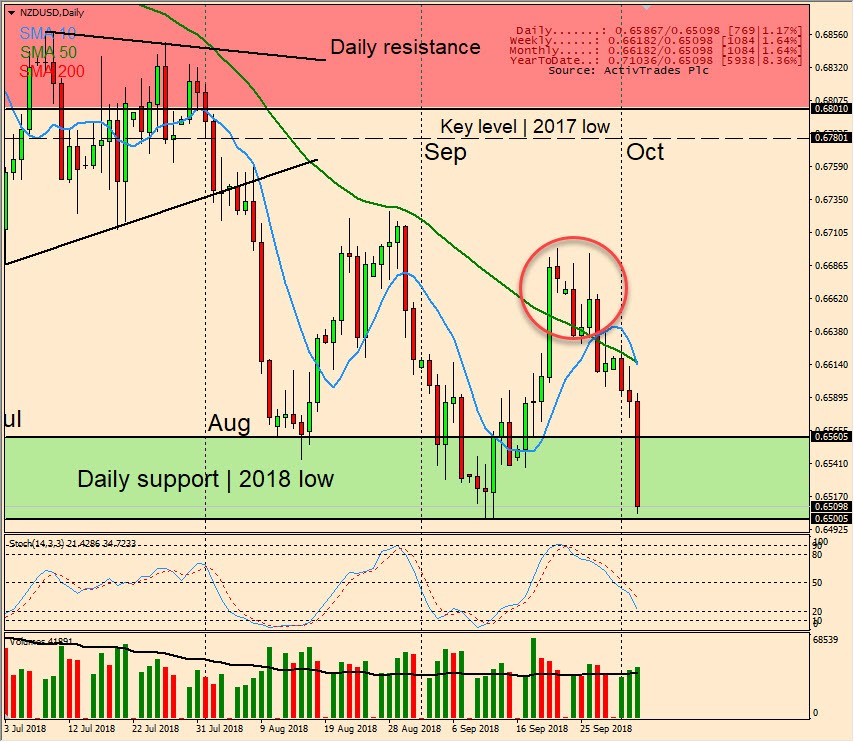 NZDUSD,Daily
SMA 10
SMA 50
SMA 200
Daily resistance
Daily.......: 0.65867/0.65098 [769|1.17%]
Weekly......: 0.66182/0.65098 [1084|1.64%]
Monthly.....: 0.66182/0.65098 [1084|1.64%]
YearToDate..: 0.71036/0.65098 [5938|8.36%]
Source: ActivTrades Plc
Key level | 2017 low
Sep
Oct
ul
Aug
Daily support | 2018 low
0.68560
0.68320
0.68075
0.68010
0.67801
0.67590
0.67350
0.67105
0.66865
0.66620
0.66380
0.66140
0.65895
0.65605
0.65410
0.65170
0.65098
0.65005
0.64925
Stoch(14,3,3) 21.4286 34.7233
100
90
80
50
20
10
0
Volumes 41891
68539
0
3 Jul 2018
12 Jul 2018
22 Jul 2018
31 Jul 2018
9 Aug 2018
19 Aug 2018
28 Aug 2018
6 Sep 2018
16 Sep 2018
25 Sep 2018